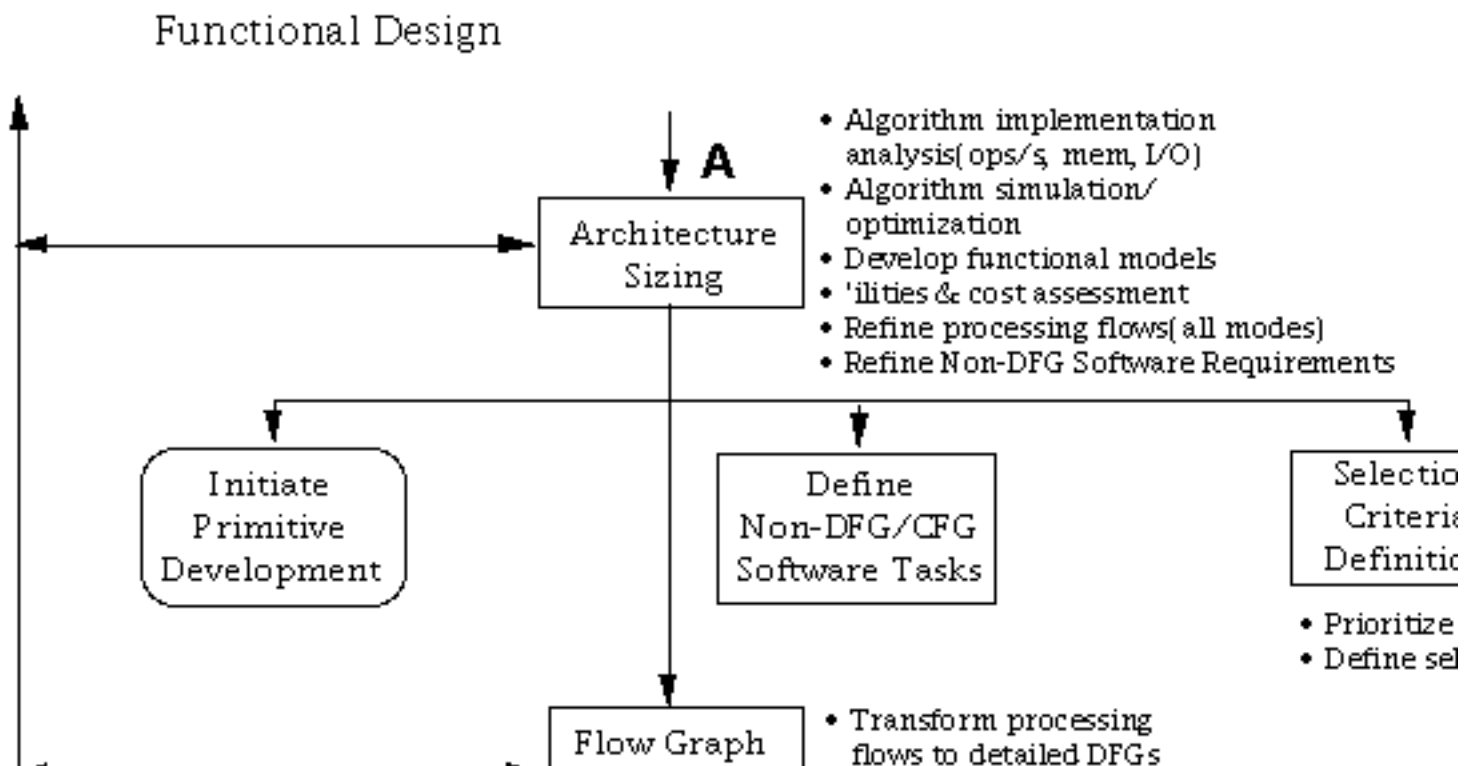 Functional Design
A
• Algorithm implementation
analysis(ops/s, mem, I/O)
• Algorithm simulation/
optimization
• Develop functional models
• 'ilities & cost assessment
• Refine processing flows(all modes)
• Refine Non-DFG Software Requirements
Architecture
Sizing
Initiate
Primitive
Development
Define
Non-DFG/CFG
Software Tasks
Selectio
Criteria
Definitio
• Prioritize
• Define sel
Flow Graph
• Transform processing
flows to detailed DFGs